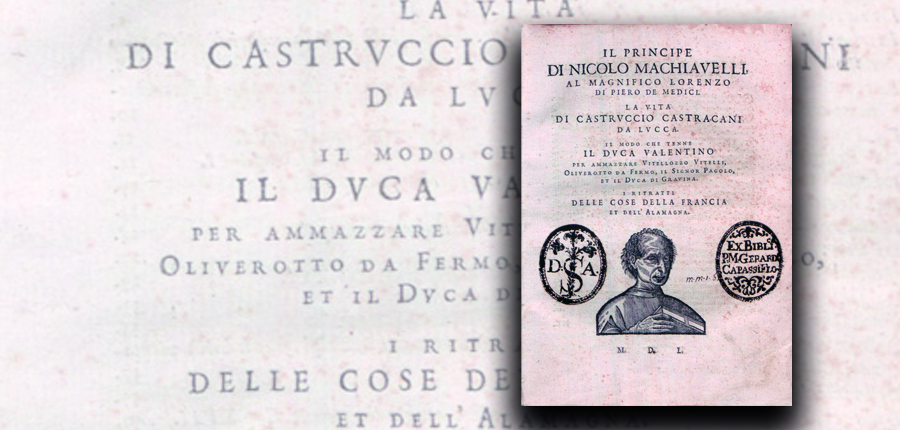 LA VITA
DI CASTRVCCIO
DA LVC
IL MODO CH
IL DVCA VA
PER AMMAZZARE VIT
OLIVEROTTO DA FERMO,
ET IL DVCA D
I RITR
DELLE COSE DE
ET DELL' ALAMAGNA.
IL PRINCIPE
DI NICOLO MACHIAVELLI,
AL MAGNIFICO LORENZO
DI PIERO DE MEDICI.
LA VITA
DI CASTRVCCIO CASTRACANI
DA LVCCA.
IL MODO CHE TENNE
IL DVCA VALENTINO
PER AMMAZZARE VITELLOZZO VITELLI,
OLIVEROTTO DA FERMO, IL SIGNOR PAGOLO,
ET IL DVCA DI GRAVINA.
I RITRATTI
DELLE COSE DELLA FRANCIA
ET DELL' ALAMAGNA.
D. C A.
EX BIBL.
P.M. GERARD
CAPASSI FLO.
M. D. L.